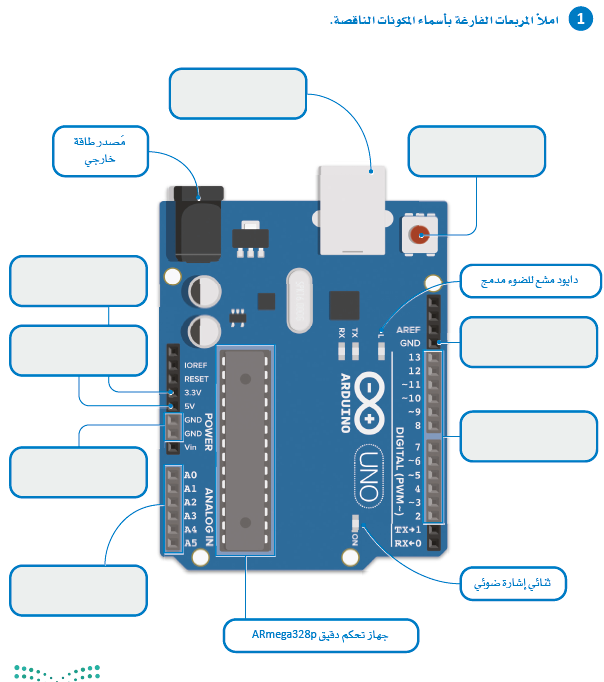 1 املأ المربعات الفارغة بأسماء المكونات الناقصة.
مَصدر طاقة
خارجي
دايود مشع للضوء مدمج
RX
TX
L
AREF
GND
13
12
~11
~10
~9
8
7
~6
~5
4
~3
2
TX→1
RX←0
DIGITAL (PWM~)
IOREF
RESET
3.3V
5V
GND
GND
Vin
POWER
A0
A1
A2
A3
A4
A5
ANALOG IN
ARDUINO
UNO
ON
ثنائي إشارة ضوئي
جهاز تحكم دقيق ARmega328p